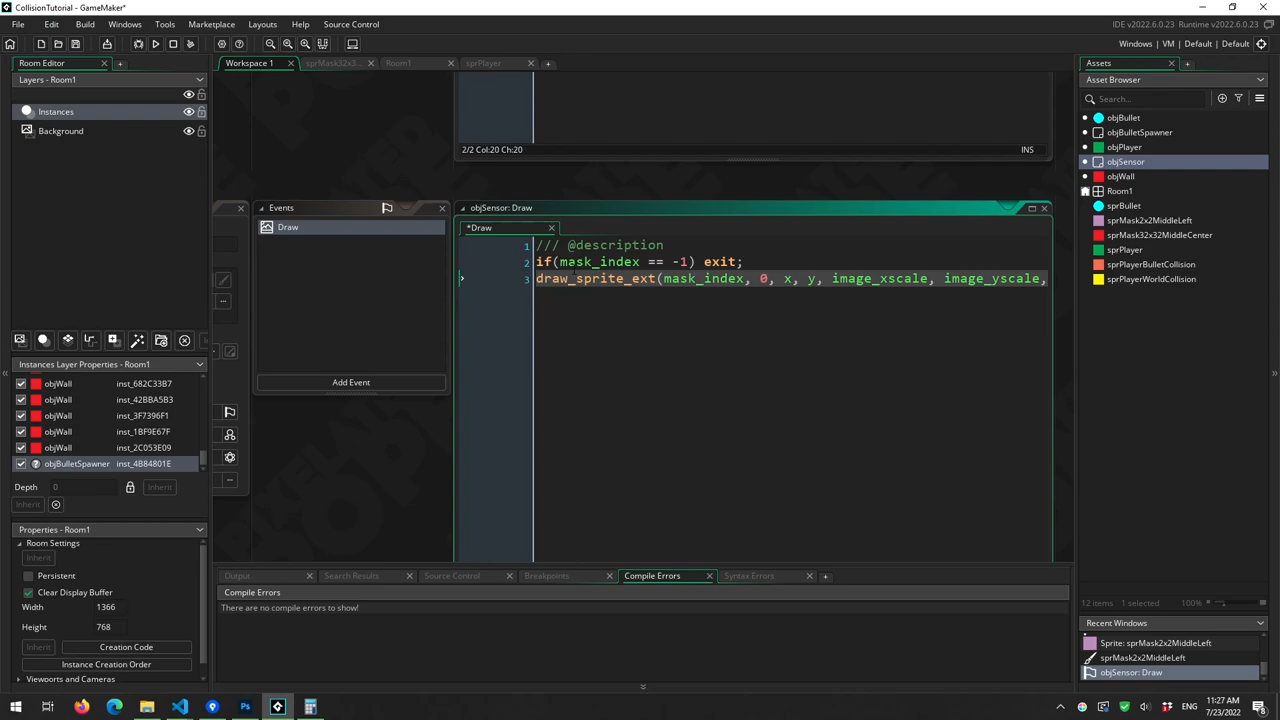 CollisionTutorial - GameMaker*
File Edit Build Windows Tools Marketplace Layouts Help Source Control
IDE v2022.6.0.23 Runtime v2022.6.0.23
Windows | VM | Default | Default
Room Editor
Workspace 1 sprMask32x3... Room1 sprPlayer
Assets
Layers - Room1
Asset Browser
Search...
Instances
Background
objBullet
objBulletSpawner
objPlayer
objSensor
objWall
Room1
sprBullet
sprMask2x2MiddleLeft
sprMask32x32MiddleCenter
sprPlayer
sprPlayerBulletCollision
sprPlayerWorldCollision
2/2 Col:20 Ch:20 INS
Events
Draw
Add Event
objSensor: Draw
*Draw
1 /// @description
2 if(mask_index == -1) exit;
3 draw_sprite_ext(mask_index, 0, x, y, image_xscale, image_yscale,
Instances Layer Properties - Room1
objWall inst_682C33B7
objWall inst_42BBA5B3
objWall inst_3F7396F1
objWall inst_1BF9E67F
objWall inst_2C053E09
objBulletSpawner inst_4B84801E
Depth 0 Inherit
Inherit
Properties - Room1
Room Settings
Inherit
Persistent
Clear Display Buffer
Width 1366
Height 768
Inherit Creation Code
Instance Creation Order
Viewports and Cameras
Output Search Results Source Control Breakpoints Compile Errors Syntax Errors
Compile Errors
There are no compile errors to show!
12 items 1 selected 100%
Recent Windows
Sprite: sprMask2x2MiddleLeft
sprMask2x2MiddleLeft
objSensor: Draw
Ps
ENG
11:27 AM
7/23/2022
8